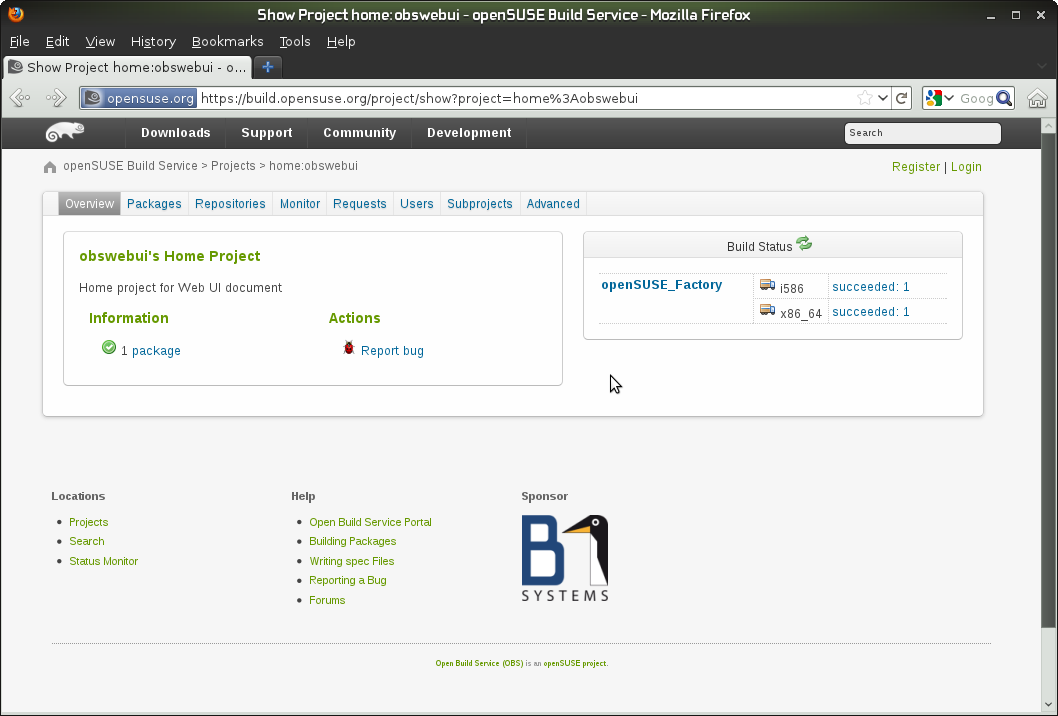 Show Project home:obswebui - openSUSE Build Service - Mozilla Firefox
File Edit View History Bookmarks Tools Help
Show Project home:obswebui - o...
opensuse.org https://build.opensuse.org/project/show?project=home%3Aobswebui Goog
Downloads Support Community Development Search
openSUSE Build Service > Projects > home:obswebui Register | Login
Overview Packages Repositories Monitor Requests Users Subprojects Advanced
obswebui's Home Project
Home project for Web UI document
Information Actions
1 package Report bug
Build Status
openSUSE_Factory i586 succeeded: 1
x86_64 succeeded: 1
Locations
Projects
Search
Status Monitor
Help
Open Build Service Portal
Building Packages
Writing spec Files
Reporting a Bug
Forums
Sponsor
B1
SYSTEMS
Open Build Service (OBS) is an openSUSE project.